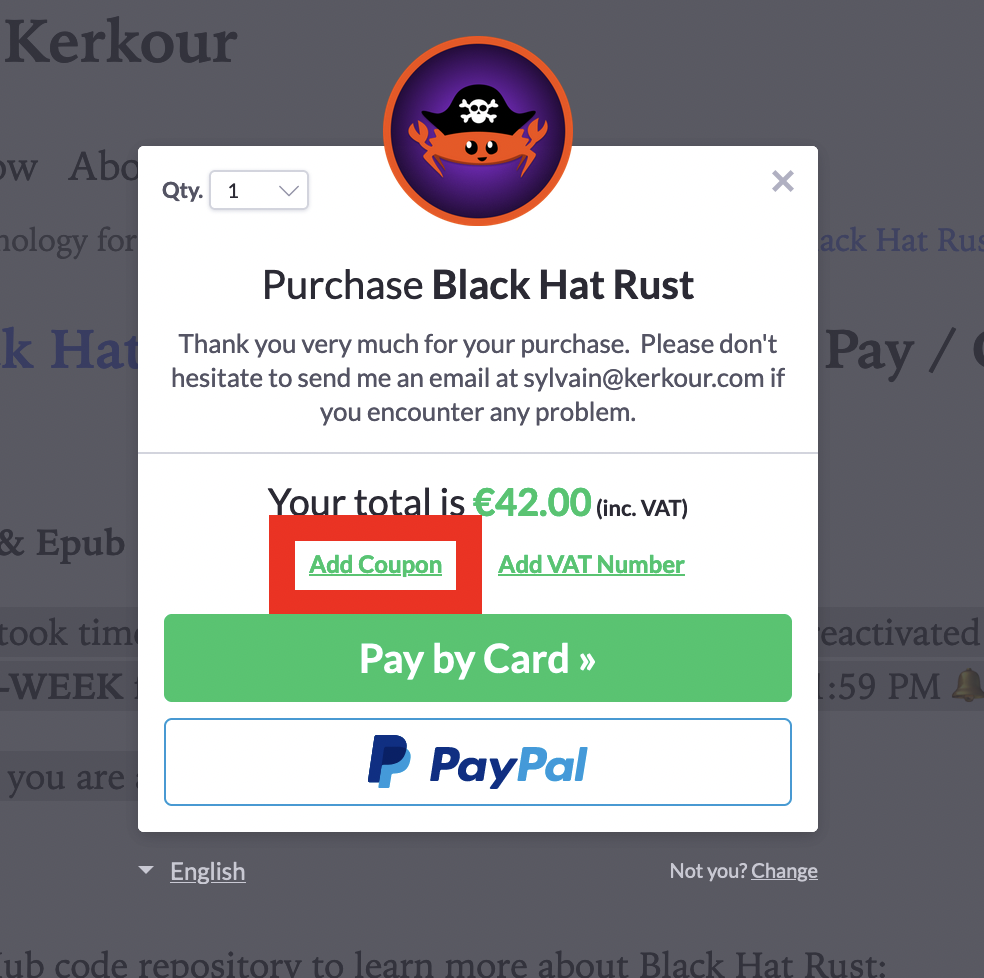 Kerkour
ow Abo
nology for
ack Hat Rus
k Hat
Pay /
& Epub
took time
reactivated
-WEEK
:59 PM
you are
Qty. 1
Purchase Black Hat Rust
Thank you very much for your purchase. Please don't
hesitate to send me an email at sylvain@kerkour.com if
you encounter any problem.
Your total is €42.00 (inc. VAT)
Add Coupon Add VAT Number
Pay by Card »
PayPal
English
Not you? Change
ub code repository to learn more about Black Hat Rust: